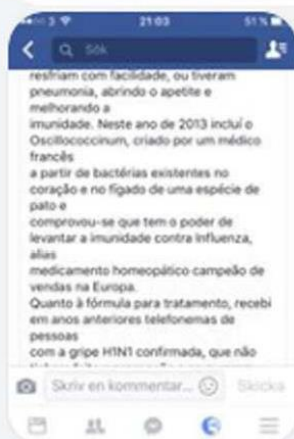 3 21:03 51 %
Sök
resfriam com facilidade, ou tiveram
pneumonia, abrindo o apetite e
melhorando a
imunidade. Neste ano de 2013 incluí o
Oscillococcinum, criado por um médico
francês
a partir de bactérias existentes no
coração e no fígado de uma espécie de
pato e
comprovou-se que tem o poder de
levantar a imunidade contra Influenza,
alias
medicamento homeopático campeão de
vendas na Europa.
Quanto à fórmula para tratamento, recebi
em anos anteriores telefonemas de
pessoas
com a gripe H1N1 confirmada, que não
Skriv en kommentar...
Skicka